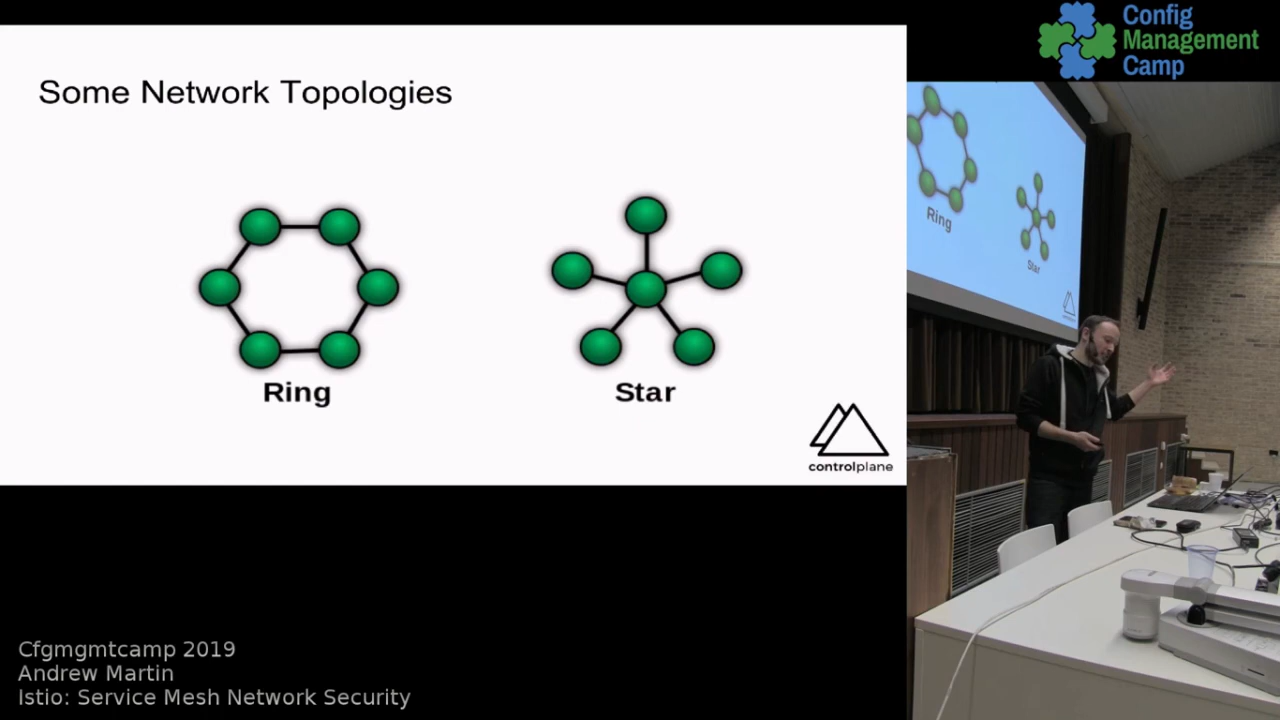 Config
Management
Camp
Some Network Topologies
Ring
Star
controlplane
Ring
Star
Cfgmgmtcamp 2019
Andrew Martin
Istio: Service Mesh Network Security